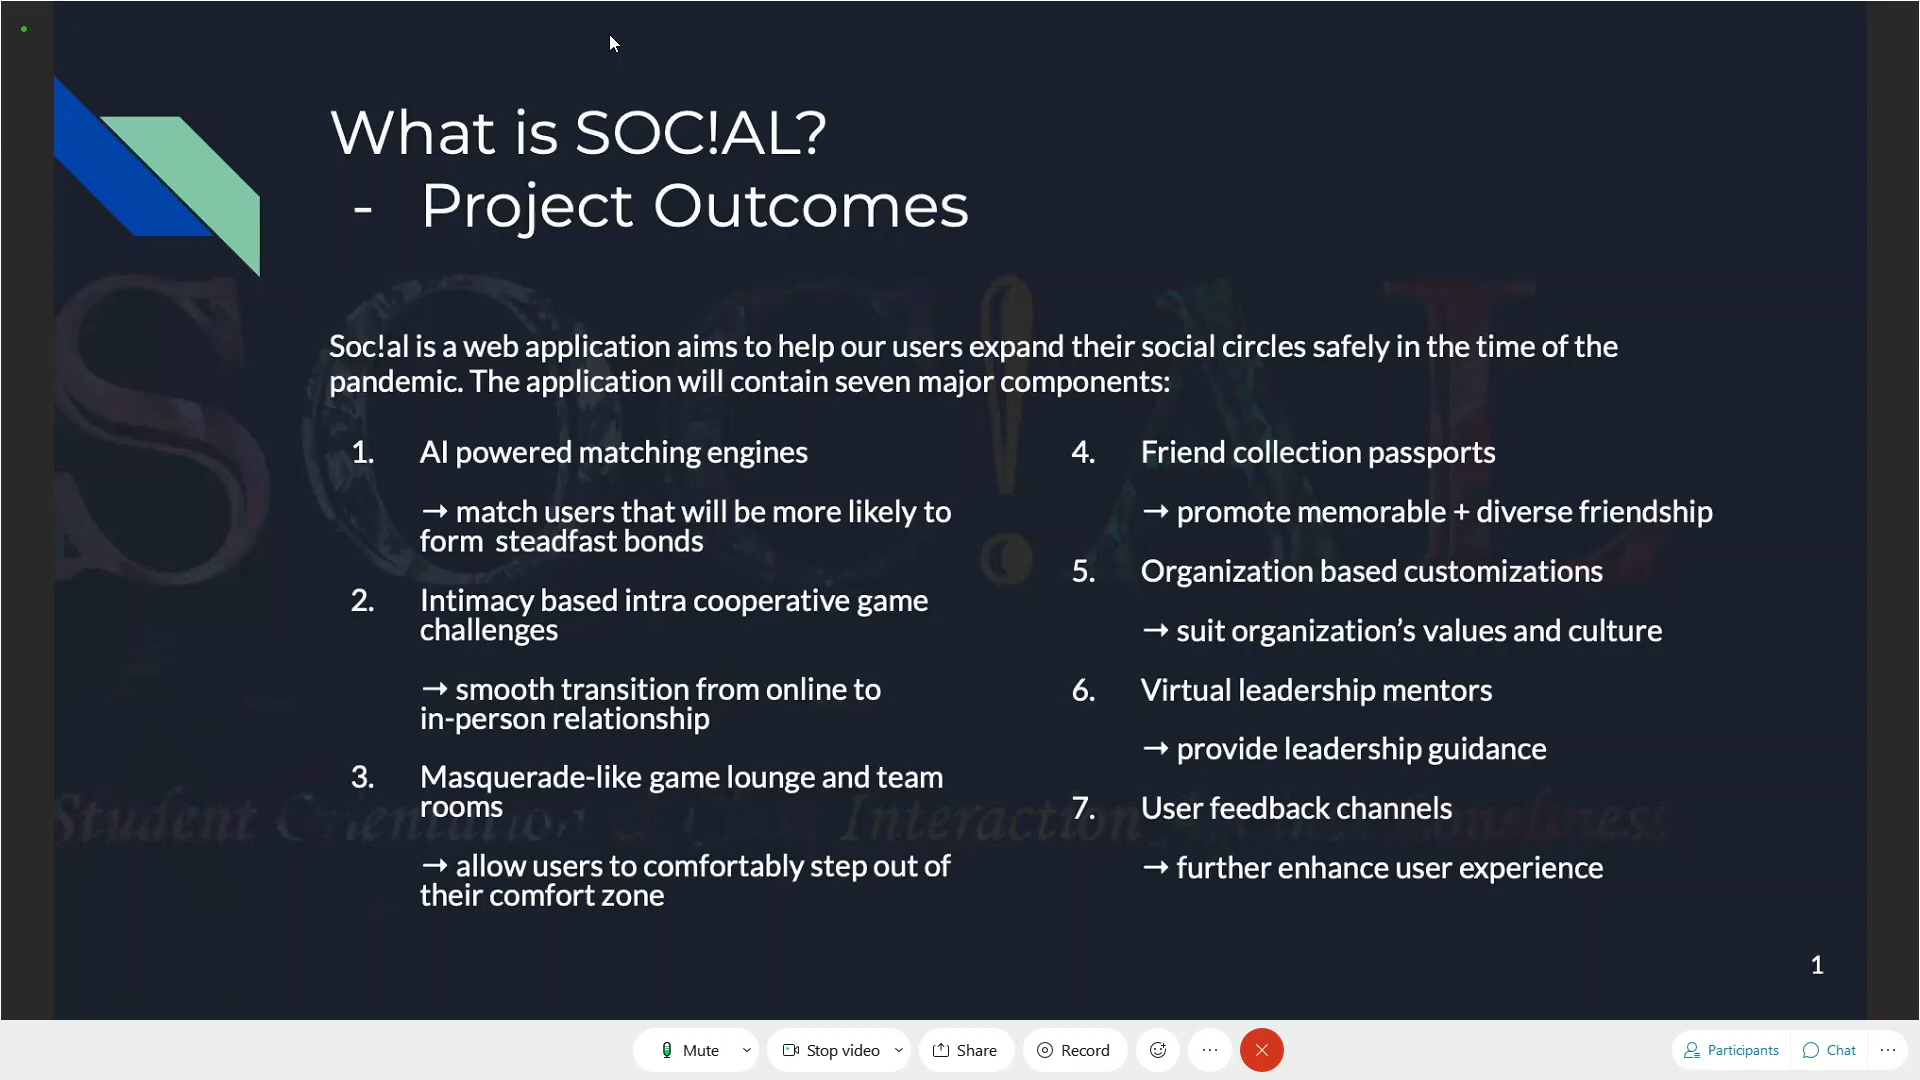 What is SOC!AL?
- Project Outcomes
Soc!al is a web application aims to help our users expand their social circles safely in the time of the
pandemic. The application will contain seven major components:
1. AI powered matching engines
→ match users that will be more likely to
form steadfast bonds
2. Intimacy based intra cooperative game
challenges
→ smooth transition from online to
in-person relationship
3. Masquerade-like game lounge and team
rooms
→ allow users to comfortably step out of
their comfort zone
4. Friend collection passports
→ promote memorable + diverse friendship
5. Organization based customizations
→ suit organization’s values and culture
6. Virtual leadership mentors
→ provide leadership guidance
7. User feedback channels
→ further enhance user experience
SOC!AL
Student Orientation Interaction Loneliness
1
Mute
Stop video
Share
Record
Participants
Chat